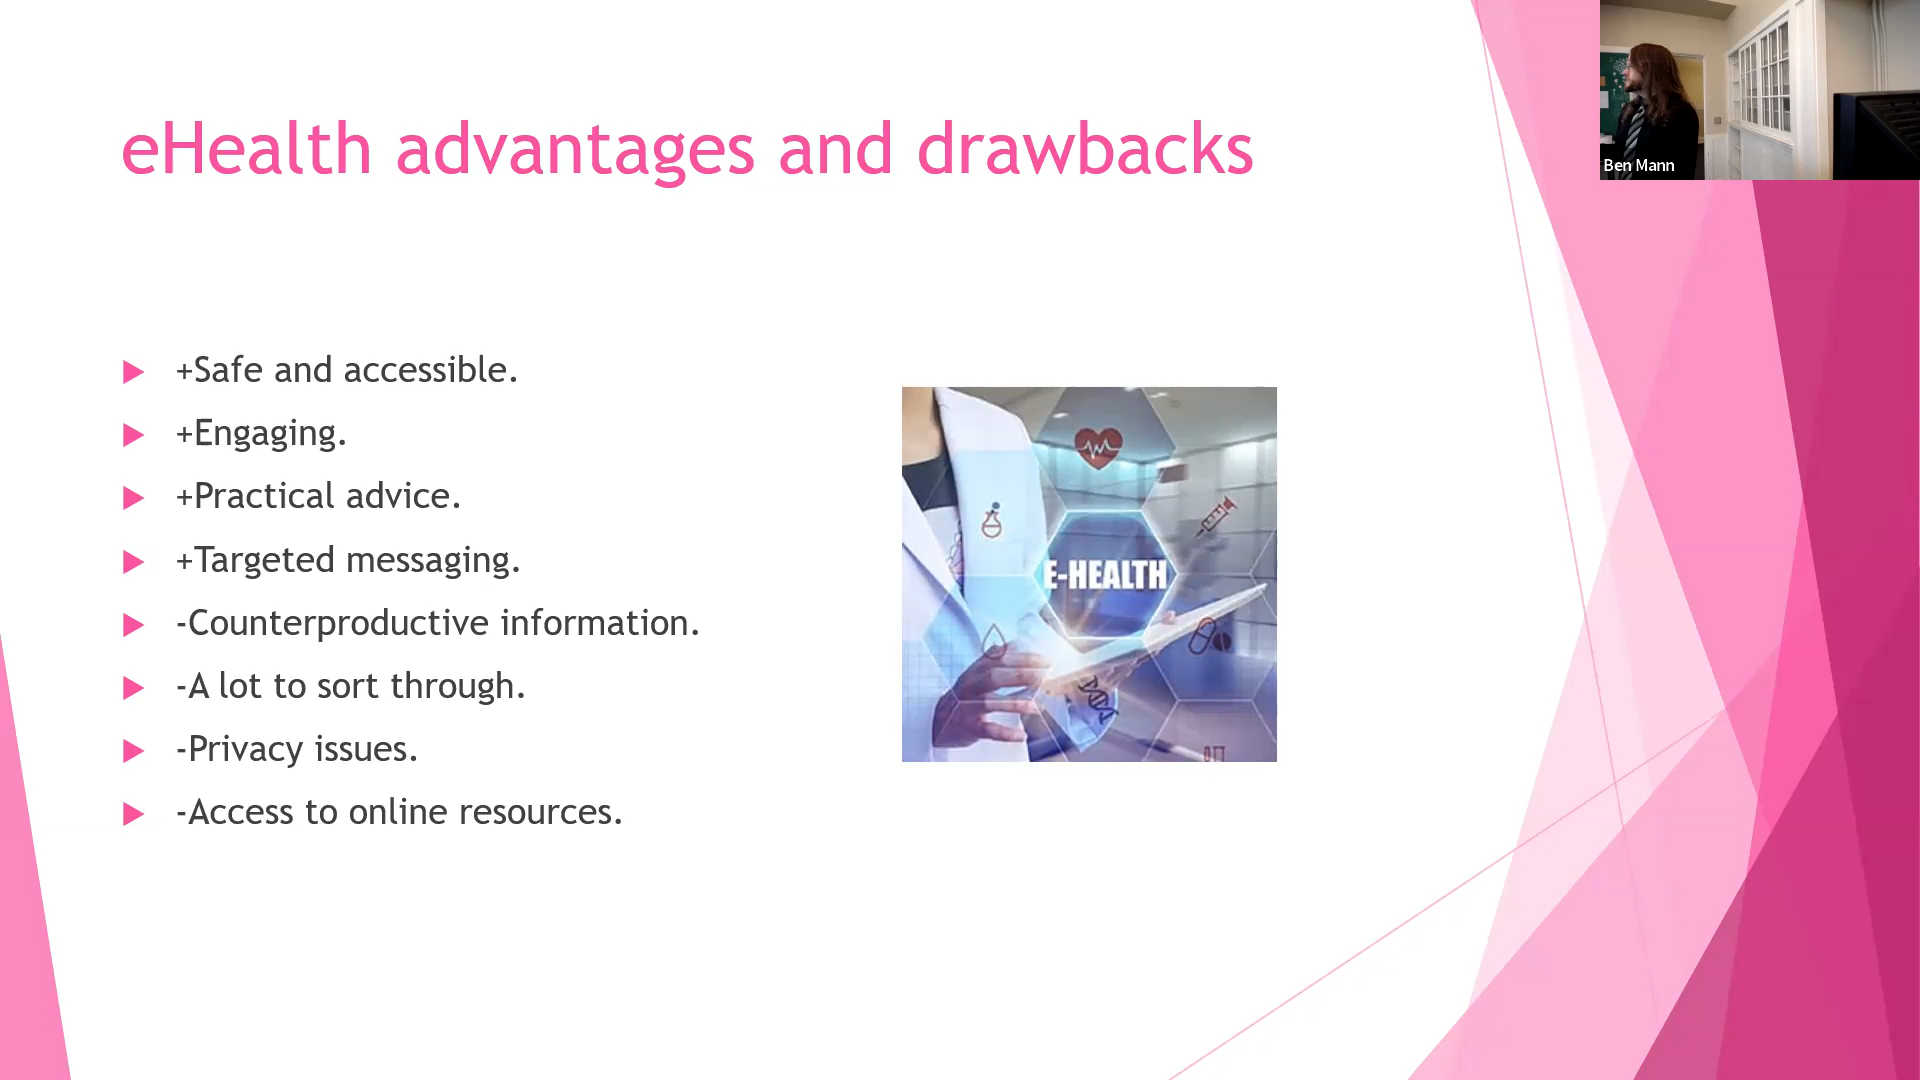 eHealth advantages and drawbacks
+Safe and accessible.
+Engaging.
+Practical advice.
+Targeted messaging.
-Counterproductive information.
-A lot to sort through.
-Privacy issues.
-Access to online resources.
E-HEALTH
Ben Mann